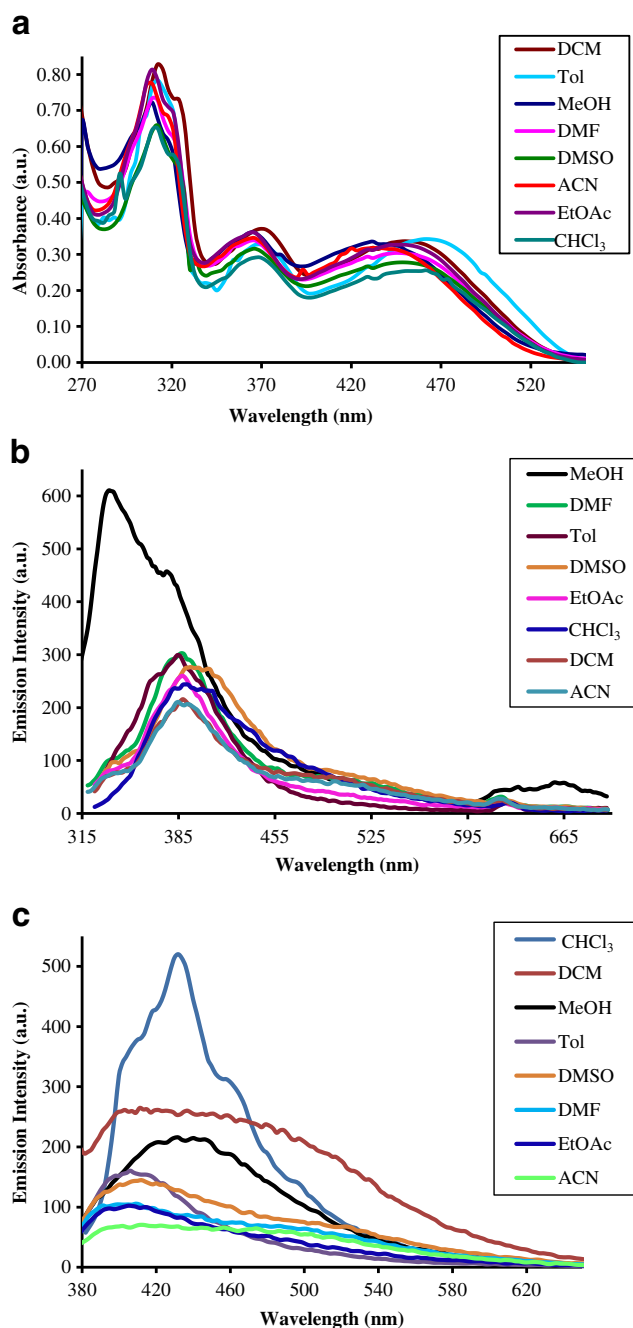 a
DCM
Tol
MeOH
DMF
DMSO
ACN
EtOAc
CHCl₃
Absorbance (a.u.)
0.80
0.70
0.60
0.50
0.40
0.30
0.20
0.10
0.00
270 320 370 420 470 520
Wavelength (nm)
b
MeOH
DMF
Tol
DMSO
EtOAc
CHCl₃
DCM
ACN
Emission Intensity (a.u.)
600
500
400
300
200
100
0
315 385 455 525 595 665
Wavelength (nm)
c
CHCl₃
DCM
MeOH
Tol
DMSO
DMF
EtOAc
ACN
Emission Intensity (a.u.)
500
400
300
200
100
0
380 420 460 500 540 580 620
Wavelength (nm)